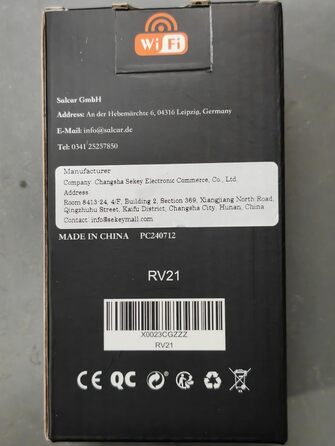 WiFi
Salcar GmbH
Address: An der Hebemärchte 6, 04316 Leipzig, Germany
E-Mail: info@salcar.de
Tel: 0341 25257850
Manufacturer
Company: Changsha Sekey Electronic Commerce, Co., Ltd.
Address
Room 8413-24, 4/F, Building 2, Section 369, Xiangjiang North Road,
Qingzhuhu Street, Kaifu District, Changsha City, Hunan, China
Contact: info@sekeymall.com
MADE IN CHINA PC240712
RV21
X0023CGZZZ
RV21
CE QC